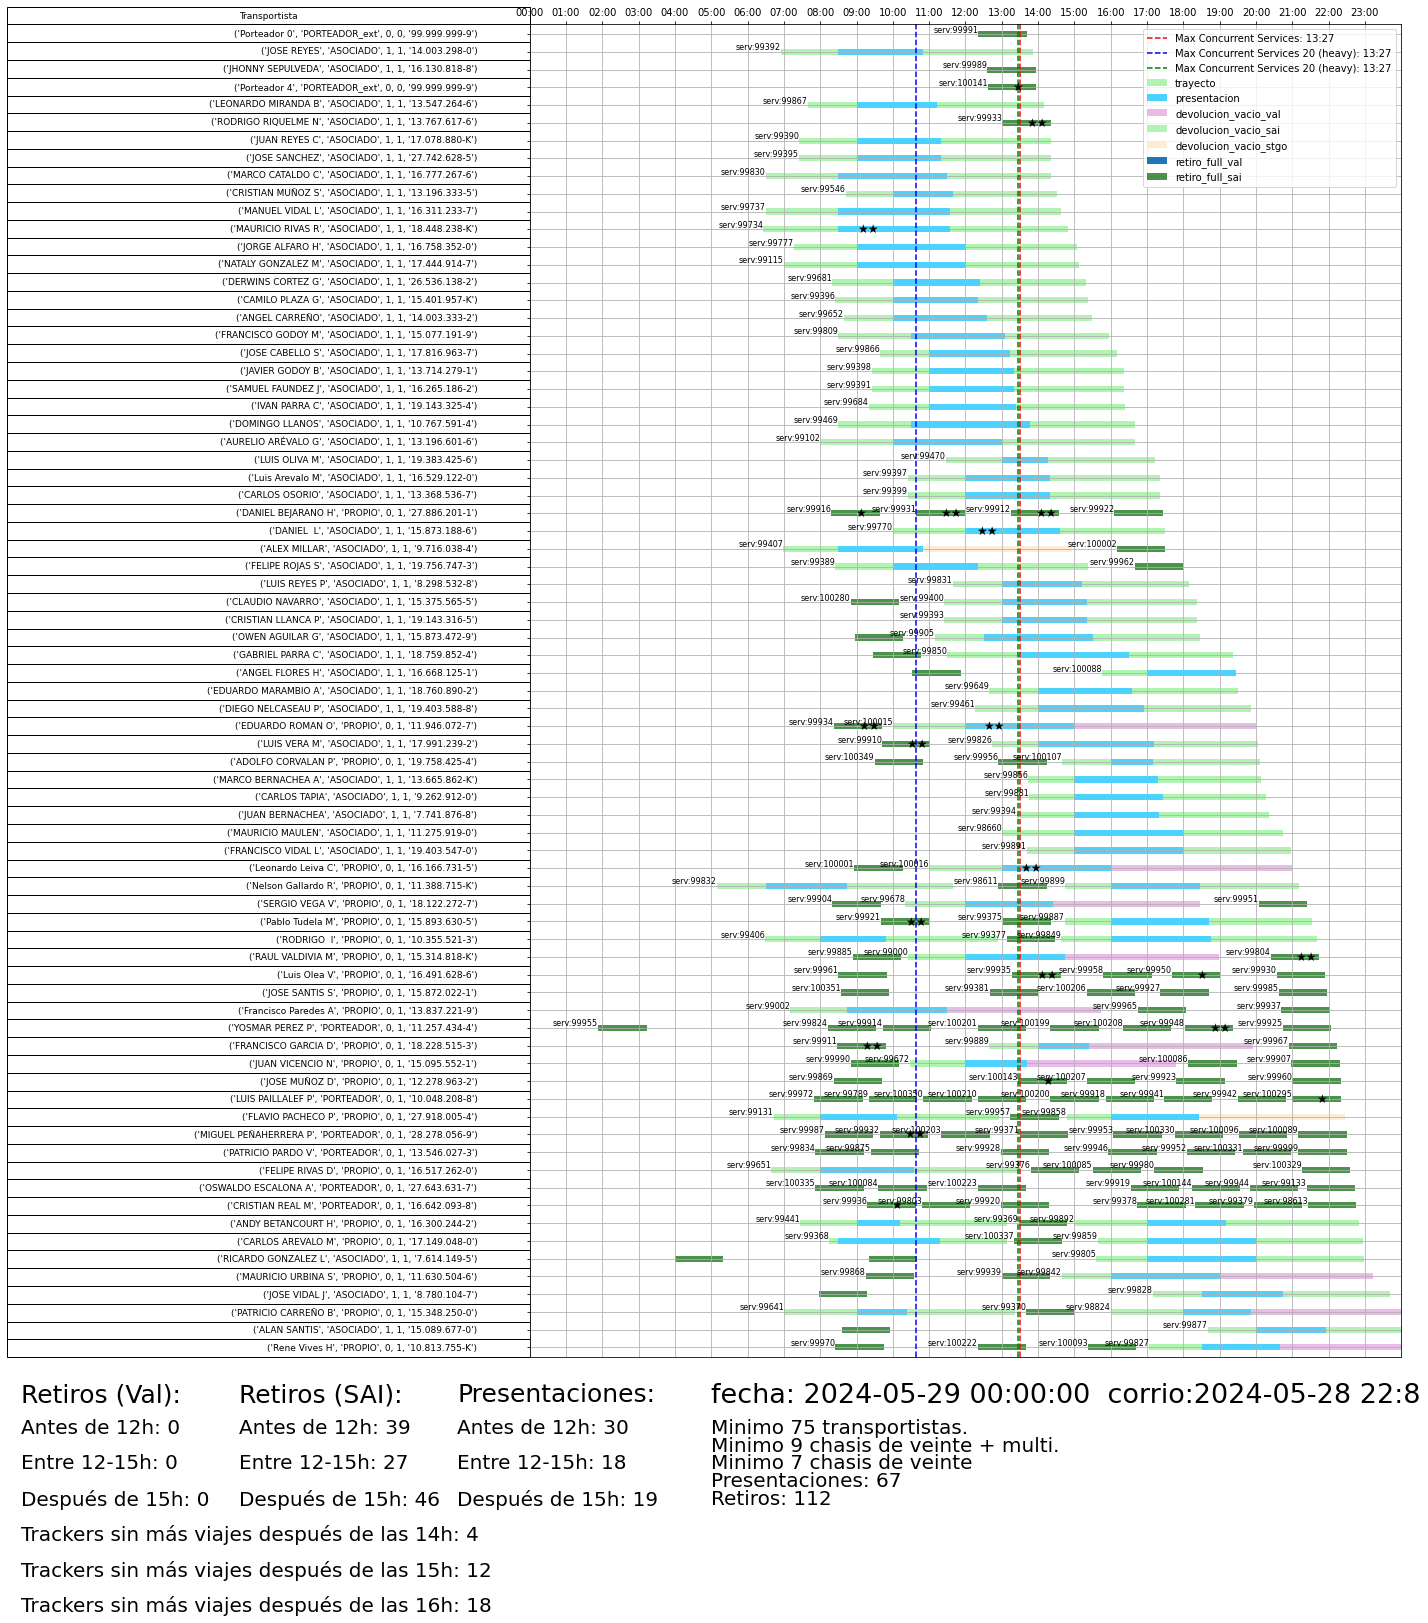 Transportista
00:00 01:00 02:00 03:00 04:00 05:00 06:00 07:00 08:00 09:00 10:00 11:00 12:00 13:00 14:00 15:00 16:00 17:00 18:00 19:00 20:00 21:00 22:00 23:00
Max Concurrent Services: 13:27
Max Concurrent Services 20 (heavy): 13:27
Max Concurrent Services 20 (heavy): 13:27
trayecto
presentacion
devolucion_vacio_val
devolucion_vacio_sai
devolucion_vacio_stgo
retiro_full_val
retiro_full_sai
('Porteador 0', 'PORTEADOR_ext', 0, 0, '99.999.999-9') serv:99991
('JOSE REYES', 'ASOCIADO', 1, 1, '14.003.298-0') serv:99392
('JHONNY SEPULVEDA', 'ASOCIADO', 1, 1, '16.130.818-8') serv:99989
('Porteador 4', 'PORTEADOR_ext', 0, 0, '99.999.999-9') serv:100141
('LEONARDO MIRANDA B', 'ASOCIADO', 1, 1, '13.547.264-6') serv:99867
('RODRIGO RIQUELME N', 'ASOCIADO', 1, 1, '13.767.617-6') serv:99933
('JUAN REYES C', 'ASOCIADO', 1, 1, '17.078.880-K') serv:99390
('JOSE SANCHEZ', 'ASOCIADO', 1, 1, '27.742.628-5') serv:99395
('MARCO CATALDO C', 'ASOCIADO', 1, 1, '16.777.267-6') serv:99830
('CRISTIAN MUÑOZ S', 'ASOCIADO', 1, 1, '13.196.333-5') serv:99546
('MANUEL VIDAL L', 'ASOCIADO', 1, 1, '16.311.233-7') serv:99737
('MAURICIO RIVAS R', 'ASOCIADO', 1, 1, '18.448.238-K') serv:99734
('JORGE ALFARO H', 'ASOCIADO', 1, 1, '16.758.352-0') serv:99777
('NATALY GONZALEZ M', 'ASOCIADO', 1, 1, '17.444.914-7') serv:99115
('DERWINS CORTEZ G', 'ASOCIADO', 1, 1, '26.536.138-2') serv:99681
('CAMILO PLAZA G', 'ASOCIADO', 1, 1, '15.401.957-K') serv:99396
('ANGEL CARREÑO', 'ASOCIADO', 1, 1, '14.003.333-2') serv:99652
('FRANCISCO GODOY M', 'ASOCIADO', 1, 1, '15.077.191-9') serv:99809
('JOSE CABELLO S', 'ASOCIADO', 1, 1, '17.816.963-7') serv:99866
('JAVIER GODOY B', 'ASOCIADO', 1, 1, '13.714.279-1') serv:99398
('SAMUEL FAUNDEZ J', 'ASOCIADO', 1, 1, '16.265.186-2') serv:99391
('IVAN PARRA C', 'ASOCIADO', 1, 1, '19.143.325-4') serv:99684
('DOMINGO LLANOS', 'ASOCIADO', 1, 1, '10.767.591-4') serv:99469
('AURELIO ARÉVALO G', 'ASOCIADO', 1, 1, '13.196.601-6') serv:99102
('LUIS OLIVA M', 'ASOCIADO', 1, 1, '19.383.425-6') serv:99470
('Luis Arevalo M', 'ASOCIADO', 1, 1, '16.529.122-0') serv:99397
('CARLOS OSORIO', 'ASOCIADO', 1, 1, '13.368.536-7') serv:99399
('DANIEL BEJARANO H', 'PROPIO', 0, 1, '27.886.201-1') serv:99916 serv:99931 serv:99912 serv:99922
('DANIEL  L', 'ASOCIADO', 1, 1, '15.873.188-6') serv:99770
('ALEX MILLAR', 'ASOCIADO', 1, 1, '9.716.038-4') serv:99407 serv:100002
('FELIPE ROJAS S', 'ASOCIADO', 1, 1, '19.756.747-3') serv:99389 serv:99962
('LUIS REYES P', 'ASOCIADO', 1, 1, '8.298.532-8') serv:99831
('CLAUDIO NAVARRO', 'ASOCIADO', 1, 1, '15.375.565-5') serv:100280 serv:99400
('CRISTIAN LLANCA P', 'ASOCIADO', 1, 1, '19.143.316-5') serv:99393
('OWEN AGUILAR G', 'ASOCIADO', 1, 1, '15.873.472-9') serv:99905
('GABRIEL PARRA C', 'ASOCIADO', 1, 1, '18.759.852-4') serv:99850
('ANGEL FLORES H', 'ASOCIADO', 1, 1, '16.668.125-1') serv:100088
('EDUARDO MARAMBIO A', 'ASOCIADO', 1, 1, '18.760.890-2') serv:99649
('DIEGO NELCASEAU P', 'ASOCIADO', 1, 1, '19.403.588-8') serv:99461
('EDUARDO ROMAN O', 'PROPIO', 0, 1, '11.946.072-7') serv:99934 serv:100015
('LUIS VERA M', 'ASOCIADO', 1, 1, '17.991.239-2') serv:99910 serv:99826
('ADOLFO CORVALAN P', 'PROPIO', 0, 1, '19.758.425-4') serv:100349 serv:99956 serv:100107
('MARCO BERNACHEA A', 'ASOCIADO', 1, 1, '13.665.862-K') serv:99856
('CARLOS TAPIA', 'ASOCIADO', 1, 1, '9.262.912-0') serv:99881
('JUAN BERNACHEA', 'ASOCIADO', 1, 1, '7.741.876-8') serv:99394
('MAURICIO MAULEN', 'ASOCIADO', 1, 1, '11.275.919-0') serv:98660
('FRANCISCO VIDAL L', 'ASOCIADO', 1, 1, '19.403.547-0') serv:99891
('Leonardo Leiva C', 'PROPIO', 0, 1, '16.166.731-5') serv:100001 serv:100016
('Nelson Gallardo R', 'PROPIO', 0, 1, '11.388.715-K') serv:99832 serv:98611 serv:99899
('SERGIO VEGA V', 'PROPIO', 0, 1, '18.122.272-7') serv:99904 serv:99678 serv:99951
('Pablo Tudela M', 'PROPIO', 0, 1, '15.893.630-5') serv:99921 serv:99375 serv:99887
('RODRIGO  I', 'PROPIO', 0, 1, '10.355.521-3') serv:99406 serv:99377 serv:99849
('RAUL VALDIVIA M', 'PROPIO', 0, 1, '15.314.818-K') serv:99885 serv:99000 serv:99804
('Luis Olea V', 'PROPIO', 0, 1, '16.491.628-6') serv:99961 serv:99935 serv:99958 serv:99950 serv:99930
('JOSE SANTIS S', 'PROPIO', 0, 1, '15.872.022-1') serv:100351 serv:99381 serv:100206 serv:99927 serv:99985
('Francisco Paredes A', 'PROPIO', 0, 1, '13.837.221-9') serv:99002 serv:99965 serv:99937
('YOSMAR PEREZ P', 'PORTEADOR', 0, 1, '11.257.434-4') serv:99955 serv:99824 serv:99914 serv:100201 serv:100199 serv:100208 serv:99948 serv:99925
('FRANCISCO GARCIA D', 'PROPIO', 0, 1, '18.228.515-3') serv:99911 serv:99889 serv:99967
('JUAN VICENCIO N', 'PROPIO', 0, 1, '15.095.552-1') serv:99990 serv:99672 serv:100086 serv:99907
('JOSE MUÑOZ D', 'PROPIO', 0, 1, '12.278.963-2') serv:99869 serv:100143 serv:100207 serv:99923 serv:99960
('LUIS PAILLALEF P', 'PORTEADOR', 0, 1, '10.048.208-8') serv:99972 serv:99789 serv:100350 serv:100210 serv:100200 serv:99918 serv:99941 serv:99942 serv:100295
('FLAVIO PACHECO P', 'PROPIO', 0, 1, '27.918.005-4') serv:99131 serv:99957 serv:99858
('MIGUEL PEÑAHERRERA P', 'PORTEADOR', 0, 1, '28.278.056-9') serv:99987 serv:99932 serv:100203 serv:99371 serv:99953 serv:100330 serv:100096 serv:100089
('PATRICIO PARDO V', 'PORTEADOR', 0, 1, '13.546.027-3') serv:99834 serv:99875 serv:99928 serv:99946 serv:99952 serv:100331 serv:99999
('FELIPE RIVAS D', 'PROPIO', 0, 1, '16.517.262-0') serv:99651 serv:99376 serv:100085 serv:99980 serv:100329
('OSWALDO ESCALONA A', 'PORTEADOR', 0, 1, '27.643.631-7') serv:100335 serv:100084 serv:100223 serv:99919 serv:100144 serv:99944 serv:99133
('CRISTIAN REAL M', 'PORTEADOR', 0, 1, '16.642.093-8') serv:99936 serv:99803 serv:99920 serv:99378 serv:100281 serv:99379 serv:98613
('ANDY BETANCOURT H', 'PROPIO', 0, 1, '16.300.244-2') serv:99441 serv:99369 serv:99892
('CARLOS AREVALO M', 'PROPIO', 0, 1, '17.149.048-0') serv:99368 serv:100337 serv:99859
('RICARDO GONZALEZ L', 'ASOCIADO', 1, 1, '7.614.149-5') serv:99805
('MAURICIO URBINA S', 'PROPIO', 0, 1, '11.630.504-6') serv:99868 serv:99939 serv:99842
('JOSE VIDAL J', 'ASOCIADO', 1, 1, '8.780.104-7') serv:99828
('PATRICIO CARREÑO B', 'PROPIO', 0, 1, '15.348.250-0') serv:99641 serv:99370 serv:98824
('ALAN SANTIS', 'ASOCIADO', 1, 1, '15.089.677-0') serv:99877
('Rene Vives H', 'PROPIO', 0, 1, '10.813.755-K') serv:99970 serv:100222 serv:100093 serv:99827
Retiros (Val):
Antes de 12h: 0
Entre 12-15h: 0
Después de 15h: 0
Retiros (SAI):
Antes de 12h: 39
Entre 12-15h: 27
Después de 15h: 46
Presentaciones:
Antes de 12h: 30
Entre 12-15h: 18
Después de 15h: 19
fecha: 2024-05-29 00:00:00  corrio:2024-05-28 22:8
Minimo 75 transportistas.
Minimo 9 chasis de veinte + multi.
Minimo 7 chasis de veinte
Presentaciones: 67
Retiros: 112
Trackers sin más viajes después de las 14h: 4
Trackers sin más viajes después de las 15h: 12
Trackers sin más viajes después de las 16h: 18